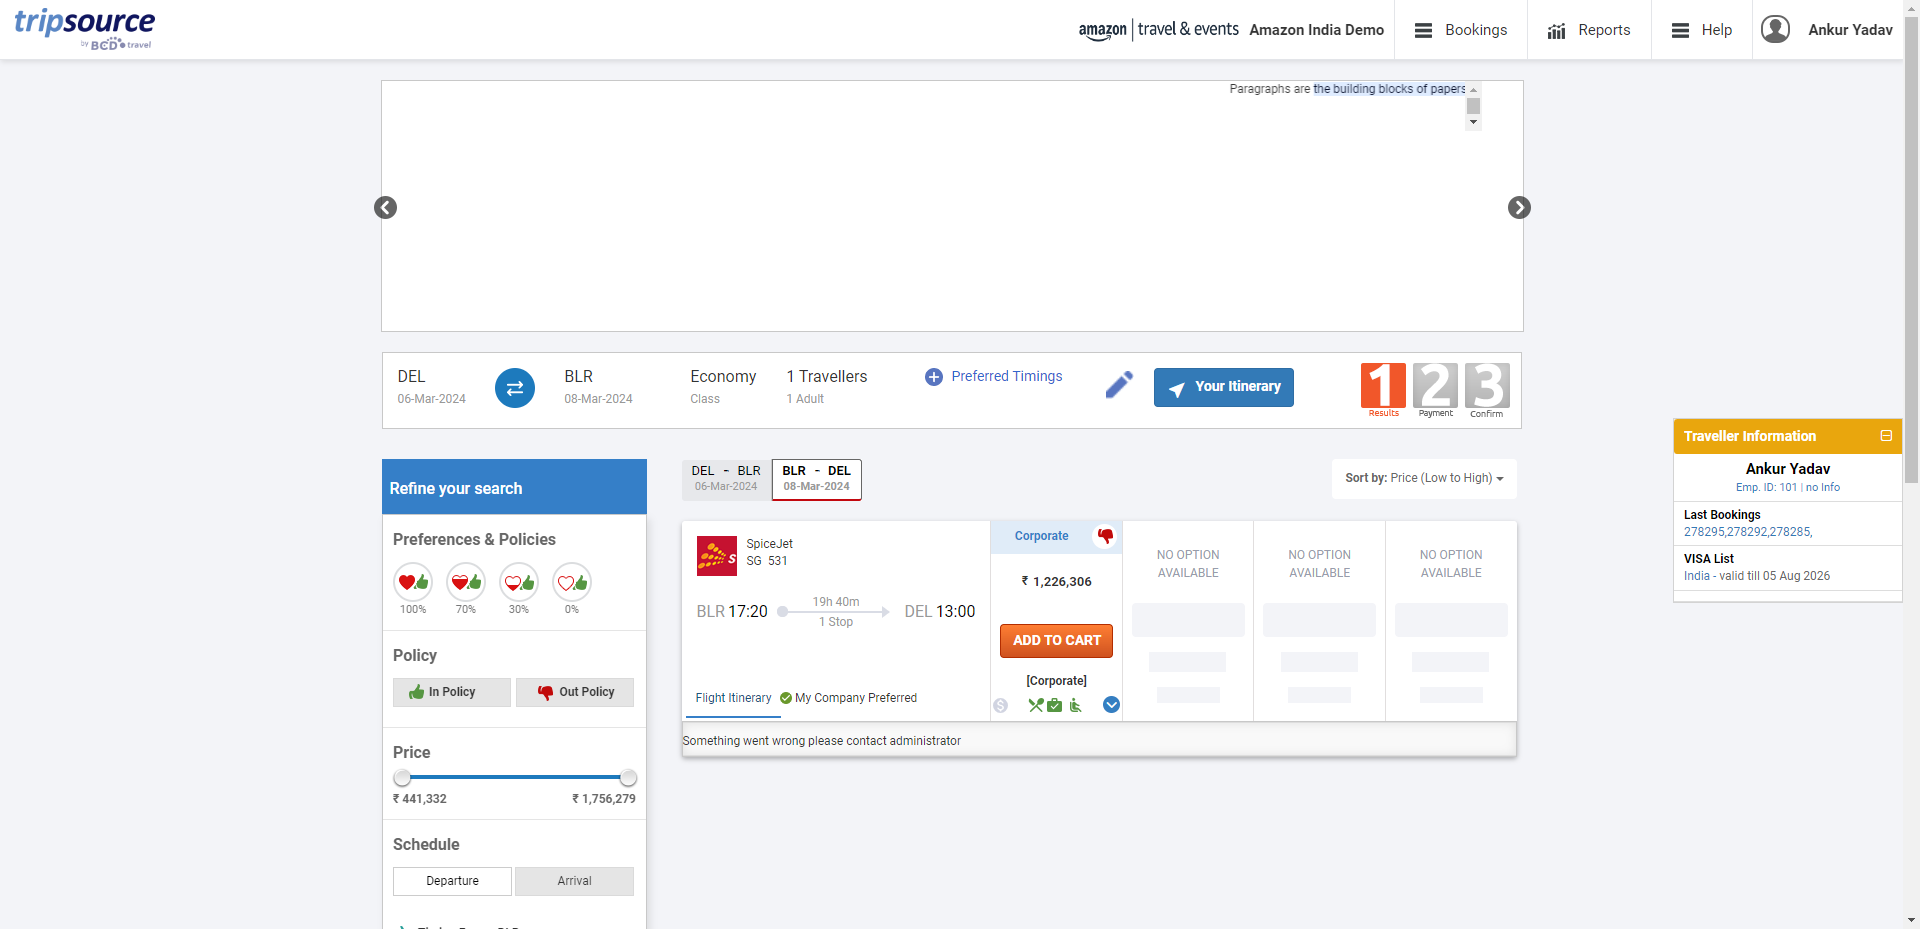 tripsource
by BCD travel
amazon | travel & events Amazon India Demo
Bookings
Reports
Help
Ankur Yadav
Paragraphs are the building blocks of papers
DEL
06-Mar-2024
BLR
08-Mar-2024
Economy
Class
1 Travellers
1 Adult
Preferred Timings
Your Itinerary
1 Results
2 Payment
3 Confirm
Traveller Information
Ankur Yadav
Emp. ID: 101 | no Info
Last Bookings
278295,278292,278285,
VISA List
India - valid till 05 Aug 2026
Refine your search
Preferences & Policies
100% 70% 30% 0%
Policy
In Policy Out Policy
Price
₹ 441,332 ₹ 1,756,279
Schedule
Departure Arrival
DEL - BLR
06-Mar-2024
BLR - DEL
08-Mar-2024
Sort by: Price (Low to High)
SpiceJet
SG 531
BLR 17:20
19h 40m
1 Stop
DEL 13:00
Flight Itinerary
My Company Preferred
Corporate
₹ 1,226,306
ADD TO CART
[Corporate]
NO OPTION
AVAILABLE
NO OPTION
AVAILABLE
NO OPTION
AVAILABLE
Something went wrong please contact administrator